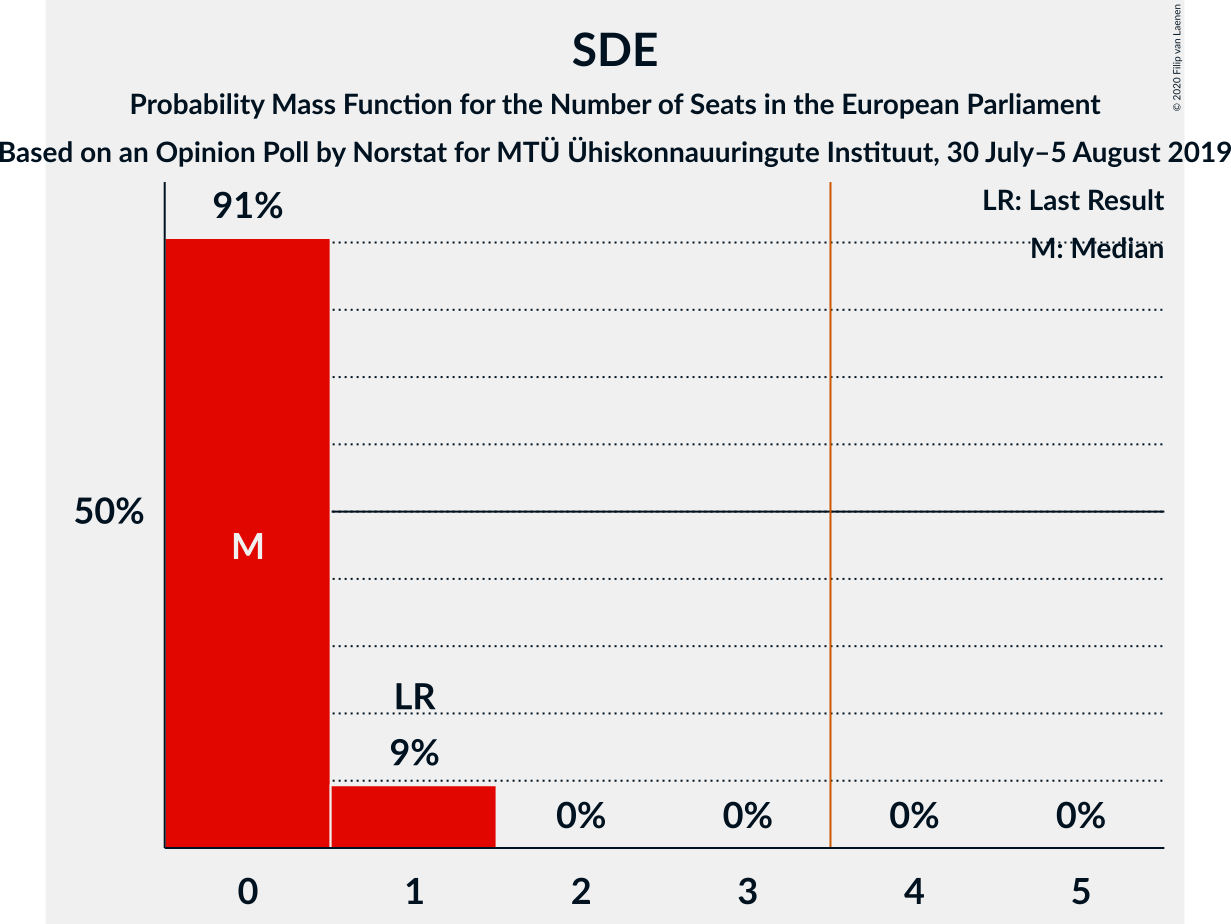 SDE
Probability Mass Function for the Number of Seats in the European Parliament
Based on an Opinion Poll by Norstat for MTÜ Ühiskonnauuringute Instituut, 30 July–5 August 2019
© 2020 Filip van Laenen
LR: Last Result
M: Median
91%
50%
M
LR
9%
0% 0% 0% 0%
0 1 2 3 4 5